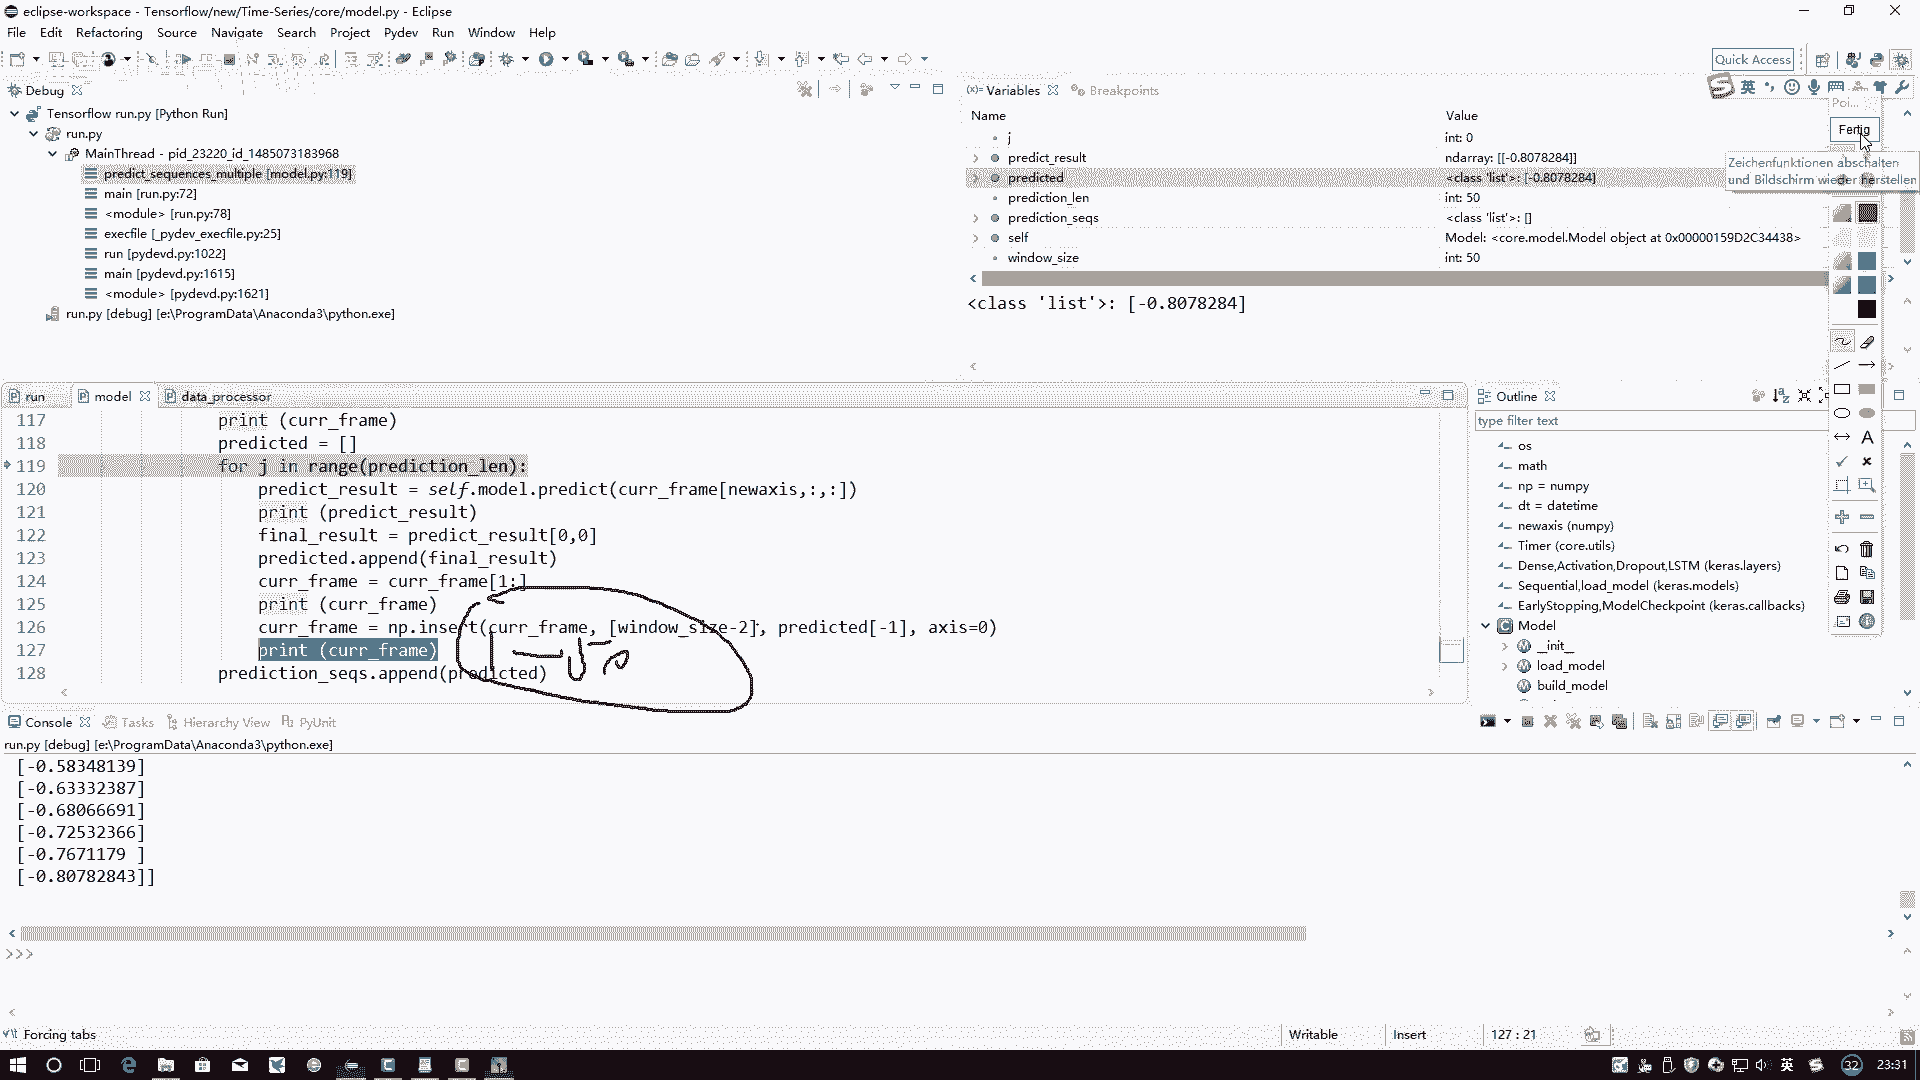 eclipse-workspace - Tensorflow/new/Time-Series/core/model.py - Eclipse
File Edit Refactoring Source Navigate Search Project Pydev Run Window Help
Quick Access
Debug
Tensorflow run.py [Python Run]
run.py
MainThread - pid_23220_id_1485073183968
predict_sequences_multiple [model.py:119]
main [run.py:72]
<module> [run.py:78]
execfile [_pydev_execfile.py:25]
run [pydevd.py:1022]
main [pydevd.py:1615]
<module> [pydevd.py:1621]
run.py [debug] [e:\ProgramData\Anaconda3\python.exe]
(x)= Variables Breakpoints
英
Poi...
Name Value
Fertig
j int: 0
predict_result ndarray: [[-0.8078284]]
predicted <class 'list'>: [-0.8078284]
prediction_len int: 50
prediction_seqs <class 'list'>: []
self Model: <core.model.Model object at 0x00000159D2C34438>
window_size int: 50
Zeichenfunktionen abschalten
und Bildschirm wieder herstellen
<class 'list'>: [-0.8078284]
run model data_processor
117 print (curr_frame)
118 predicted = []
119 for j in range(prediction_len):
120 predict_result = self.model.predict(curr_frame[newaxis,:,:])
121 print (predict_result)
122 final_result = predict_result[0,0]
123 predicted.append(final_result)
124 curr_frame = curr_frame[1:]
125 print (curr_frame)
126 curr_frame = np.insert(curr_frame, [window_size-2], predicted[-1], axis=0)
127 print (curr_frame)
128 prediction_seqs.append(predicted)
1-50
Outline
type filter text
os
math
np = numpy
dt = datetime
newaxis (numpy)
Timer (core.utils)
Dense,Activation,Dropout,LSTM (keras.layers)
Sequential,load_model (keras.models)
EarlyStopping,ModelCheckpoint (keras.callbacks)
Model
__init__
load_model
build_model
Console Tasks Hierarchy View PyUnit
run.py [debug] [e:\ProgramData\Anaconda3\python.exe]
[-0.58348139]
[-0.63332387]
[-0.68066691]
[-0.72532366]
[-0.7671179 ]
[-0.80782843]]
>>>
Forcing tabs Writable Insert 127 : 21
英 32 23:31